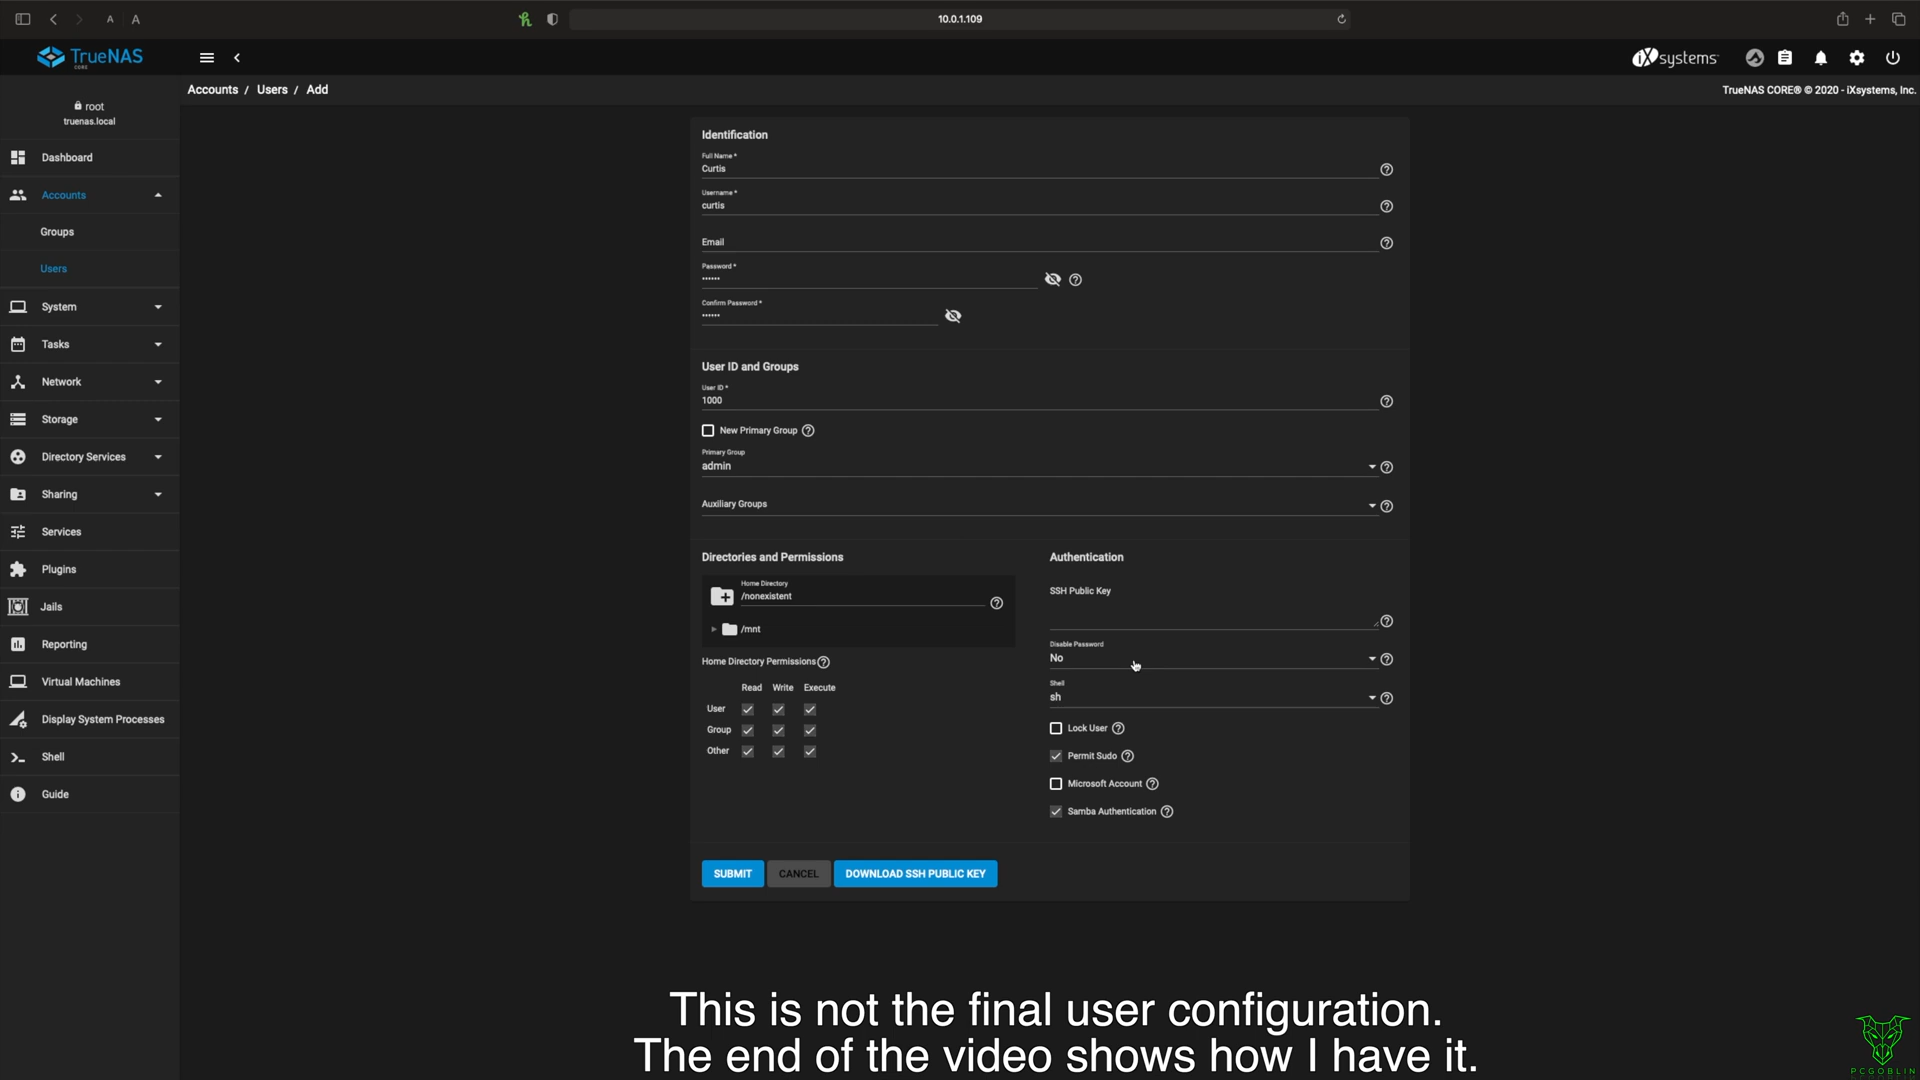 A A
10.0.1.109
TrueNAS
CORE
iXsystems
root
truenas.local
Accounts / Users / Add
TrueNAS CORE® © 2020 - iXsystems, Inc.
Dashboard
Accounts
Groups
Users
System
Tasks
Network
Storage
Directory Services
Sharing
Services
Plugins
Jails
Reporting
Virtual Machines
Display System Processes
Shell
Guide
Identification
Full Name *
Curtis
Username *
curtis
Email
Password *
••••••
Confirm Password *
••••••
User ID and Groups
User ID *
1000
New Primary Group
Primary Group
admin
Auxiliary Groups
Directories and Permissions
Home Directory
/nonexistent
/mnt
Home Directory Permissions
Read Write Execute
User
Group
Other
Authentication
SSH Public Key
Disable Password
No
Shell
sh
Lock User
Permit Sudo
Microsoft Account
Samba Authentication
SUBMIT CANCEL DOWNLOAD SSH PUBLIC KEY
This is not the final user configuration.
The end of the video shows how I have it.
PCGOBLIN